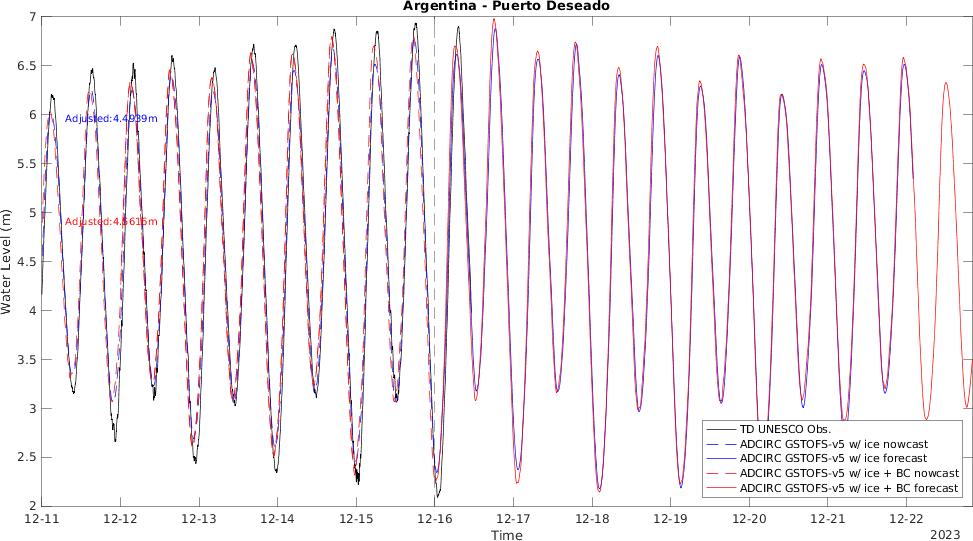 Argentina - Puerto Deseado
7
6.5
6
5.5
5
4.5
4
3.5
3
2.5
2
Water Level (m)
Adjusted:4.4939m
Adjusted:4.5615m
TD UNESCO Obs.
ADCIRC GSTOFS-v5 w/ ice nowcast
ADCIRC GSTOFS-v5 w/ ice forecast
ADCIRC GSTOFS-v5 w/ ice + BC nowcast
ADCIRC GSTOFS-v5 w/ ice + BC forecast
12-11 12-12 12-13 12-14 12-15 12-16 12-17 12-18 12-19 12-20 12-21 12-22
Time
2023